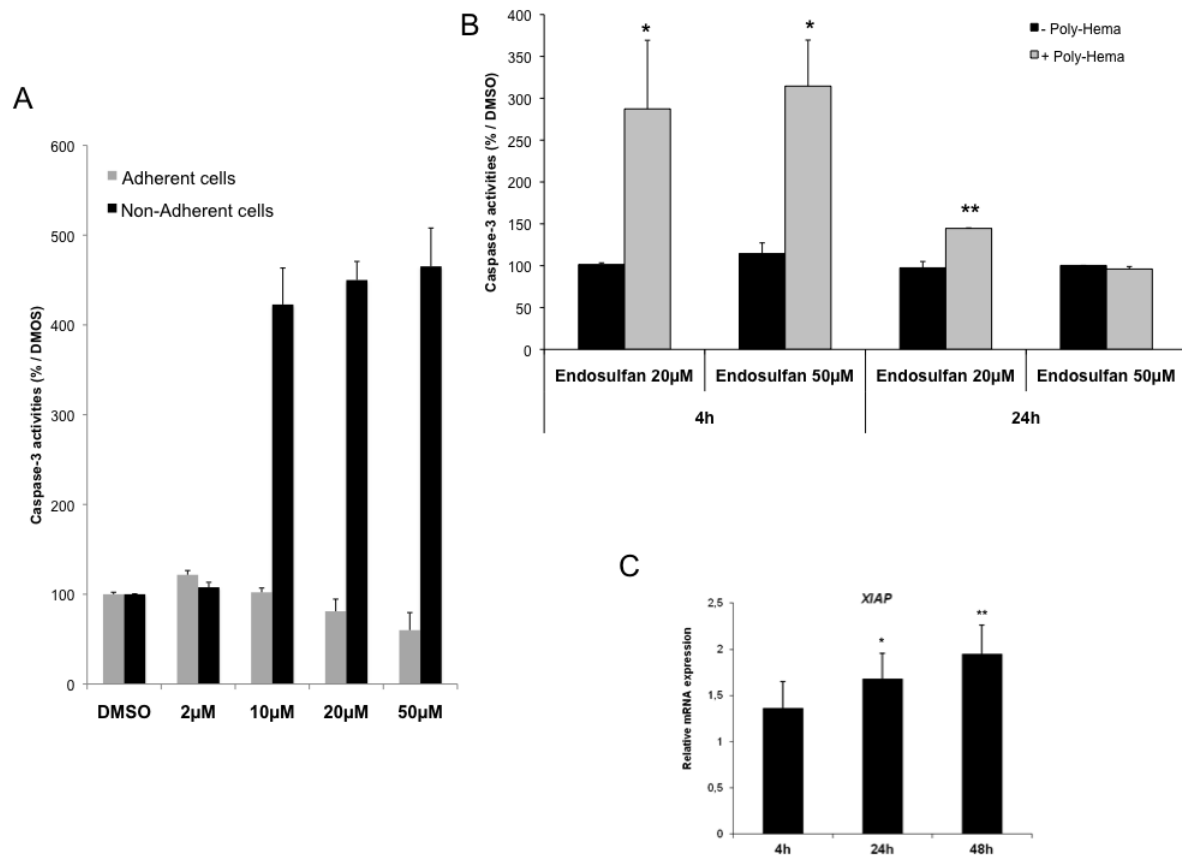 A
Caspase-3 activities (% / DMOS)
600
500
400
300
200
100
0
Adherent cells
Non-Adherent cells
DMSO 2µM 10µM 20µM 50µM
B
Caspase-3 activities (% / DMSO)
400
350
300
250
200
150
100
50
0
- Poly-Hema
+ Poly-Hema
* * **
Endosulfan 20µM Endosulfan 50µM Endosulfan 20µM Endosulfan 50µM
4h 24h
C
XIAP
Relative mRNA expression
2,5
2
1,5
1
0,5
0
* **
4h 24h 48h